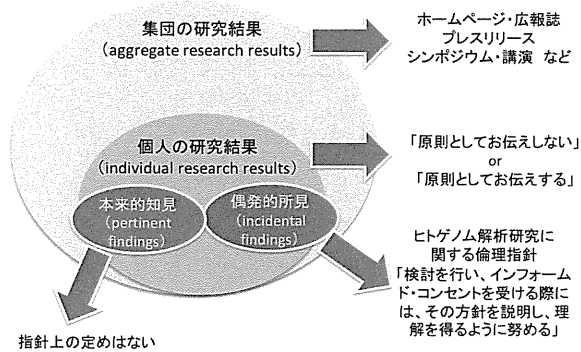 集団の研究結果
（aggregate research results）
ホームページ・広報誌
プレスリリース
シンポジウム・講演　など
個人の研究結果
（individual research results）
「原則としてお伝えしない」
or
「原則としてお伝えする」
本来的知見
（pertinent
findings）
偶発的所見
（incidental
findings）
ヒトゲノム解析研究に
関する倫理指針
「検討を行い、インフォーム
ド・コンセントを受ける際に
は、その方針を説明し、理
解を得るように努める」
指針上の定めはない